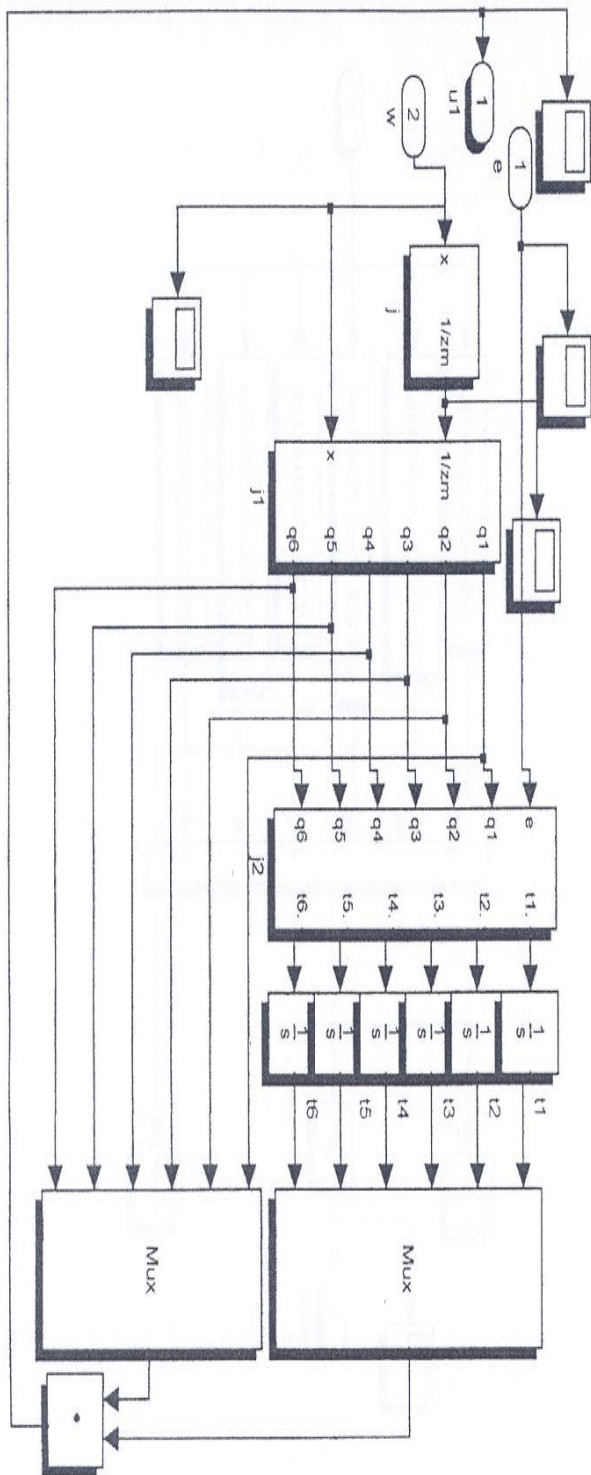 1
e
1
u1
2
w
x
1/zm
j
1/zm
x
q1
q2
q3
q4
q5
q6
j1
e
q1
q2
q3
q4
q5
q6
t1.
t2.
t3.
t4.
t5.
t6.
j2
1
s
1
s
1
s
1
s
1
s
1
s
t1
t2
t3
t4
t5
t6
Mux
Mux